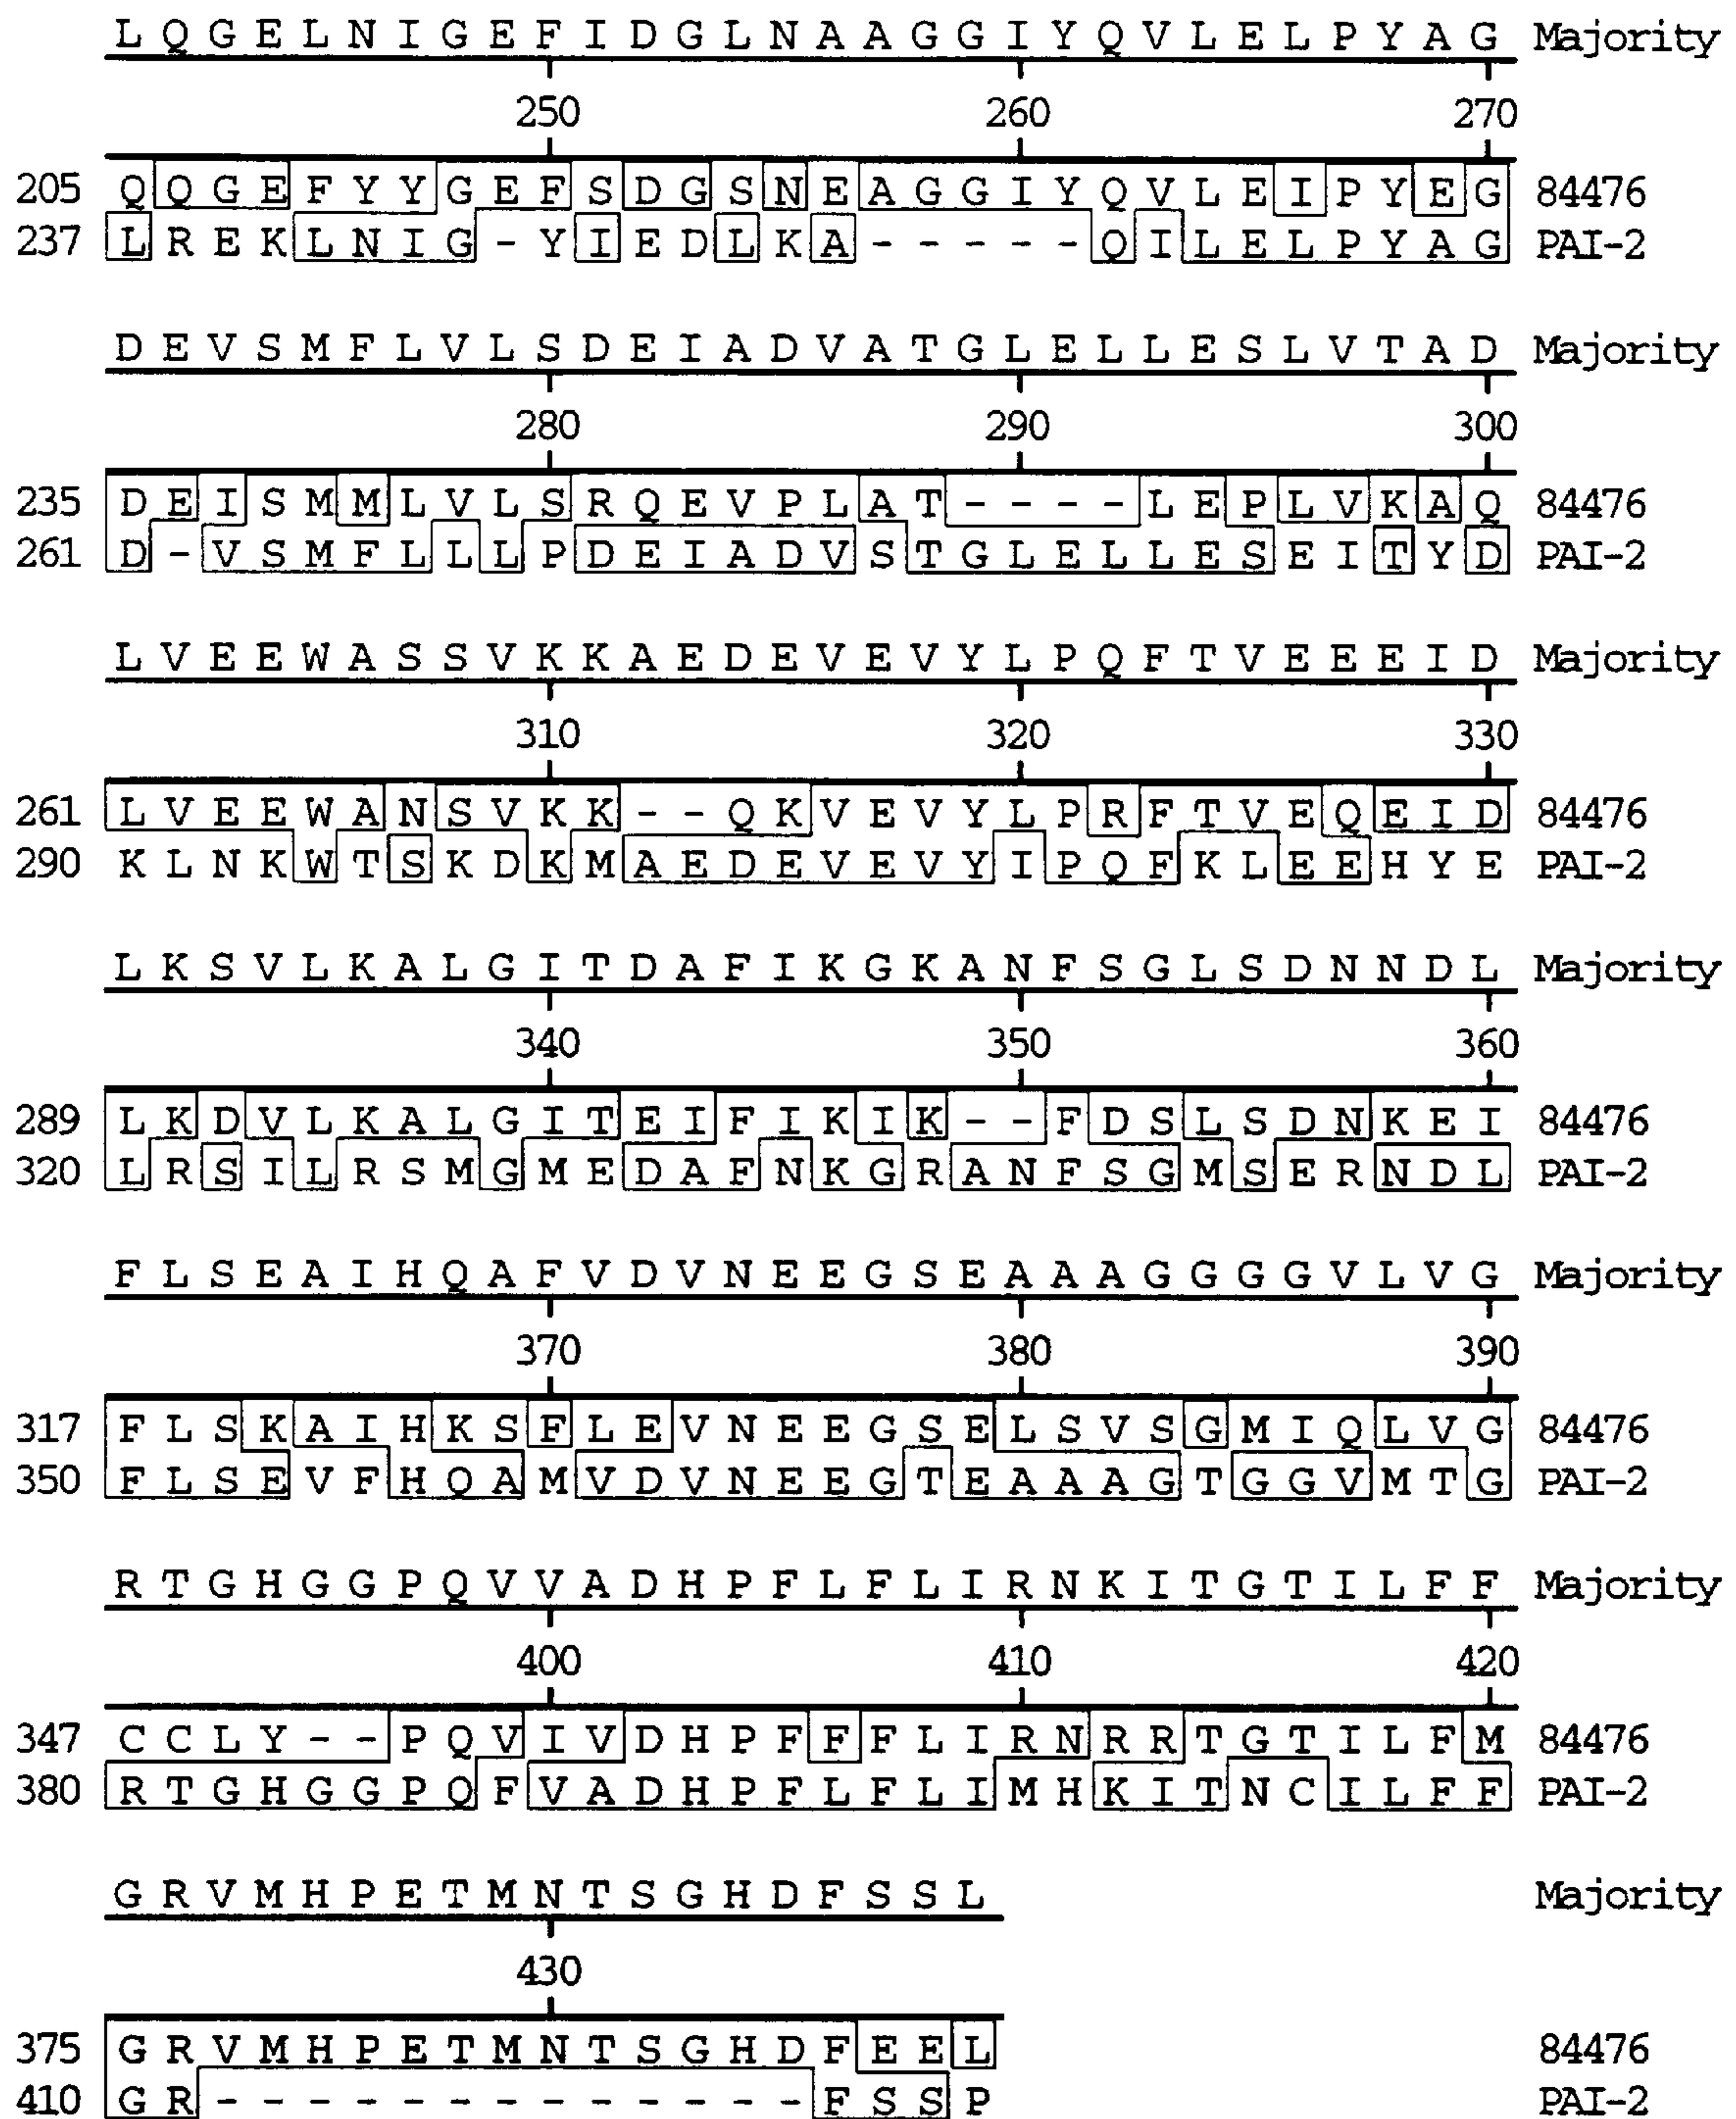 L Q G E L N I G E F I D G L N A A G G I Y Q V L E L P Y A G Majority
250 260 270
205 Q Q G E F Y Y G E F S D G S N E A G G I Y Q V L E I P Y E G 84476
237 L R E K L N I G - Y I E D L K A - - - - - Q I L E L P Y A G PAI-2
D E V S M F L V L S D E I A D V A T G L E L L E S L V T A D Majority
280 290 300
235 D E I S M M L V L S R Q E V P L A T - - - - L E P L V K A Q 84476
261 D - V S M F L L L P D E I A D V S T G L E L L E S E I T Y D PAI-2
L V E E W A S S V K K A E D E V E V Y L P Q F T V E E E I D Majority
310 320 330
261 L V E E W A N S V K K - - Q K V E V Y L P R F T V E Q E I D 84476
290 K L N K W T S K D K M A E D E V E V Y I P Q F K L E E H Y E PAI-2
L K S V L K A L G I T D A F I K G K A N F S G L S D N N D L Majority
340 350 360
289 L K D V L K A L G I T E I F I K I K - - F D S L S D N K E I 84476
320 L R S I L R S M G M E D A F N K G R A N F S G M S E R N D L PAI-2
F L S E A I H Q A F V D V N E E G S E A A A G G G G V L V G Majority
370 380 390
317 F L S K A I H K S F L E V N E E G S E L S V S G M I Q L V G 84476
350 F L S E V F H Q A M V D V N E E G T E A A A G T G G V M T G PAI-2
R T G H G G P Q V V A D H P F L F L I R N K I T G T I L F F Majority
400 410 420
347 C C L Y - - P Q V I V D H P F F F L I R N R R T G T I L F M 84476
380 R T G H G G P Q F V A D H P F L F L I M H K I T N C I L F F PAI-2
G R V M H P E T M N T S G H D F S S L Majority
430
375 G R V M H P E T M N T S G H D F E E L 84476
410 G R - - - - - - - - - - - - - F S S P PAI-2